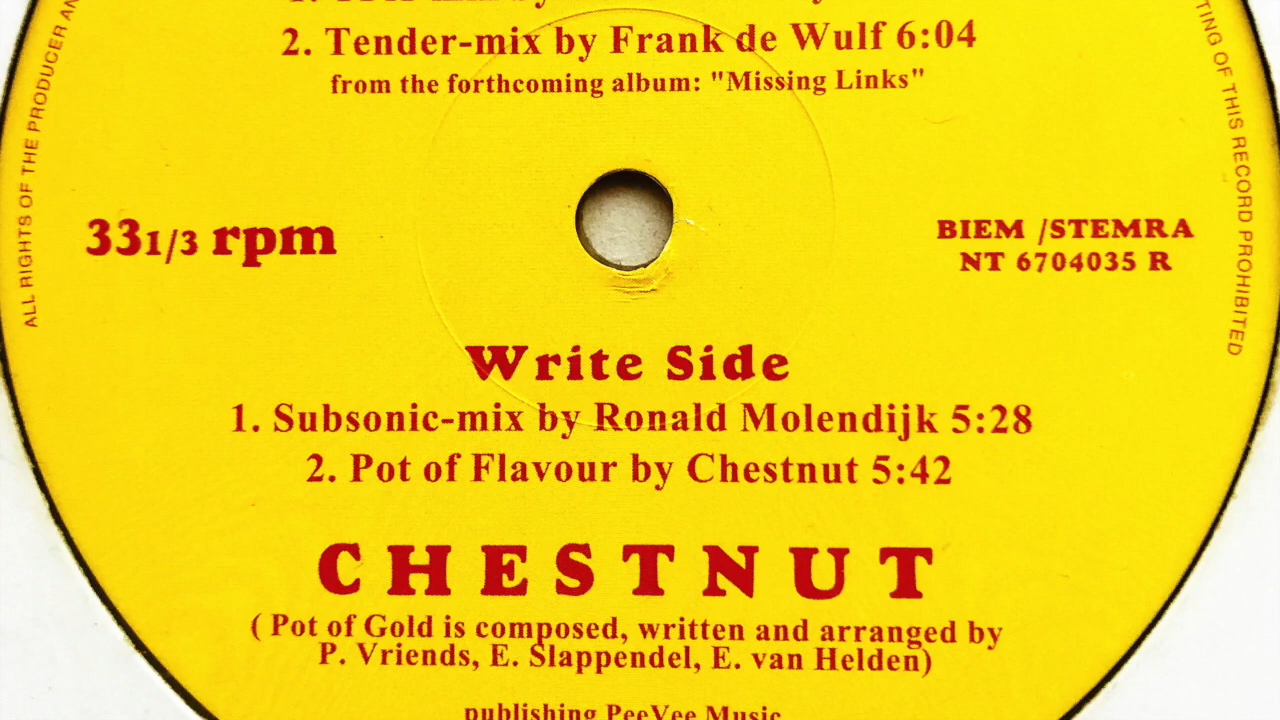 2. Tender-mix by Frank de Wulf 6:04
from the forthcoming album: "Missing Links"
ALL RIGHTS OF THE PRODUCER
TING OF THIS RECORD PROHIBITED
33 1/3 rpm
BIEM /STEMRA
NT 6704035 R
Write Side
1. Subsonic-mix by Ronald Molendijk 5:28
2. Pot of Flavour by Chestnut 5:42
CHESTNUT
( Pot of Gold is composed, written and arranged by
P. Vriends, E. Slappendel, E. van Helden)
publishing PeeVee Music